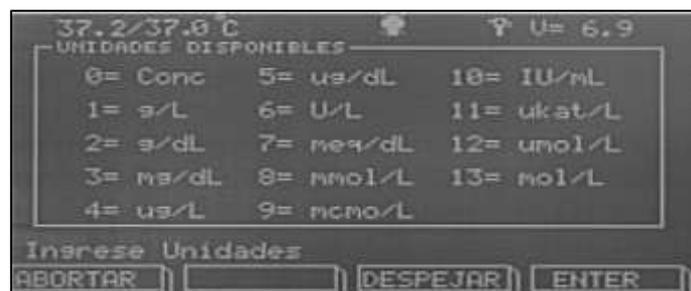 37.2/37.0°C U= 6.9
UNIDADES DISPONIBLES
0= Conc 5= ug/dL 10= IU/mL
1= g/L 6= U/L 11= ukat/L
2= g/dL 7= meq/dL 12= umol/L
3= mg/dL 8= mmol/L 13= mol/L
4= ug/L 9= mcmo/L
Ingrese Unidades
ABORTAR DESPEJAR ENTER